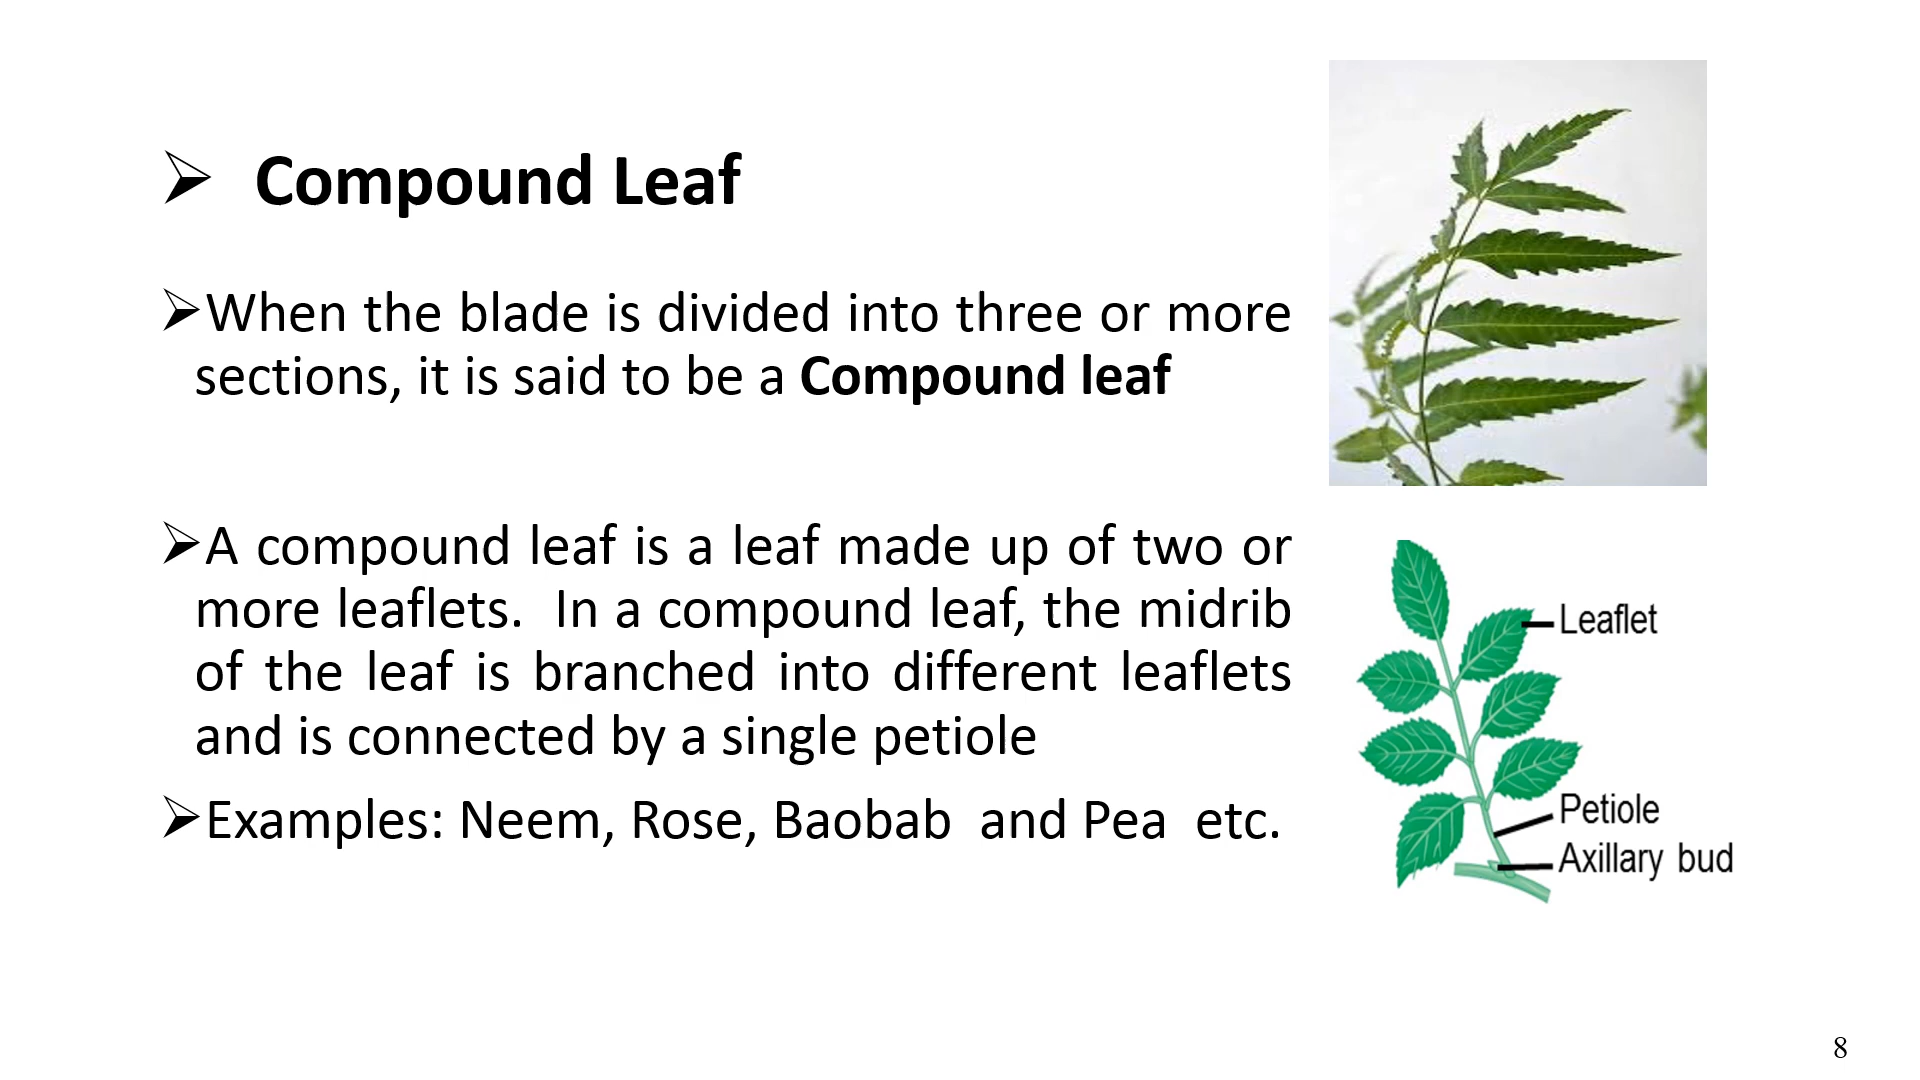 ➢ Compound Leaf
➢When the blade is divided into three or more
sections, it is said to be a Compound leaf
➢A compound leaf is a leaf made up of two or
more leaflets.  In a compound leaf, the midrib
of the leaf is branched into different leaflets
and is connected by a single petiole
➢Examples: Neem, Rose, Baobab  and Pea  etc.
Leaflet
Petiole
Axillary bud
8